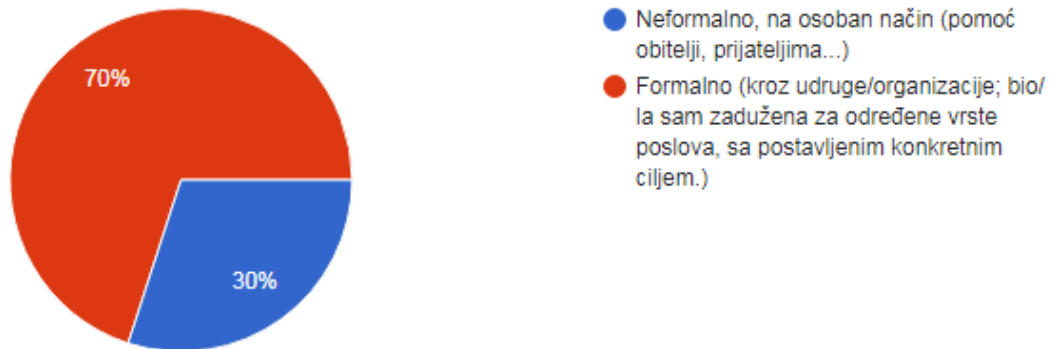 70%
30%
Neformalno, na osoban način (pomoć
obitelji, prijateljima...)
Formalno (kroz udruge/organizacije; bio/
la sam zadužena za određene vrste
poslova, sa postavljenim konkretnim
ciljem.)